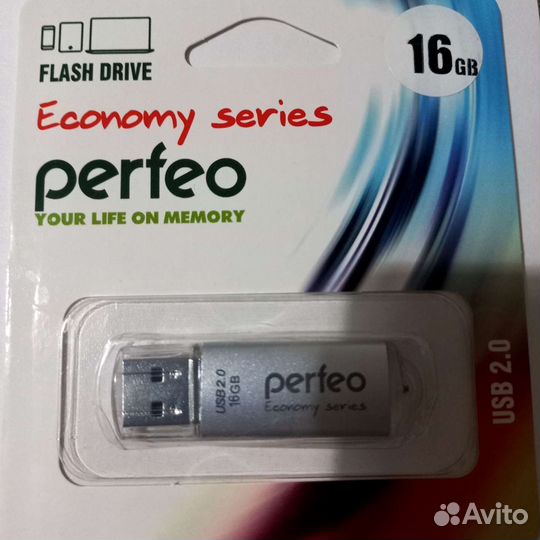 FLASH DRIVE
16GB
Economy series
perfeo
YOUR LIFE ON MEMORY
USB 2.0
16GB
perfeo
Economy series
USB 2.0
Avito